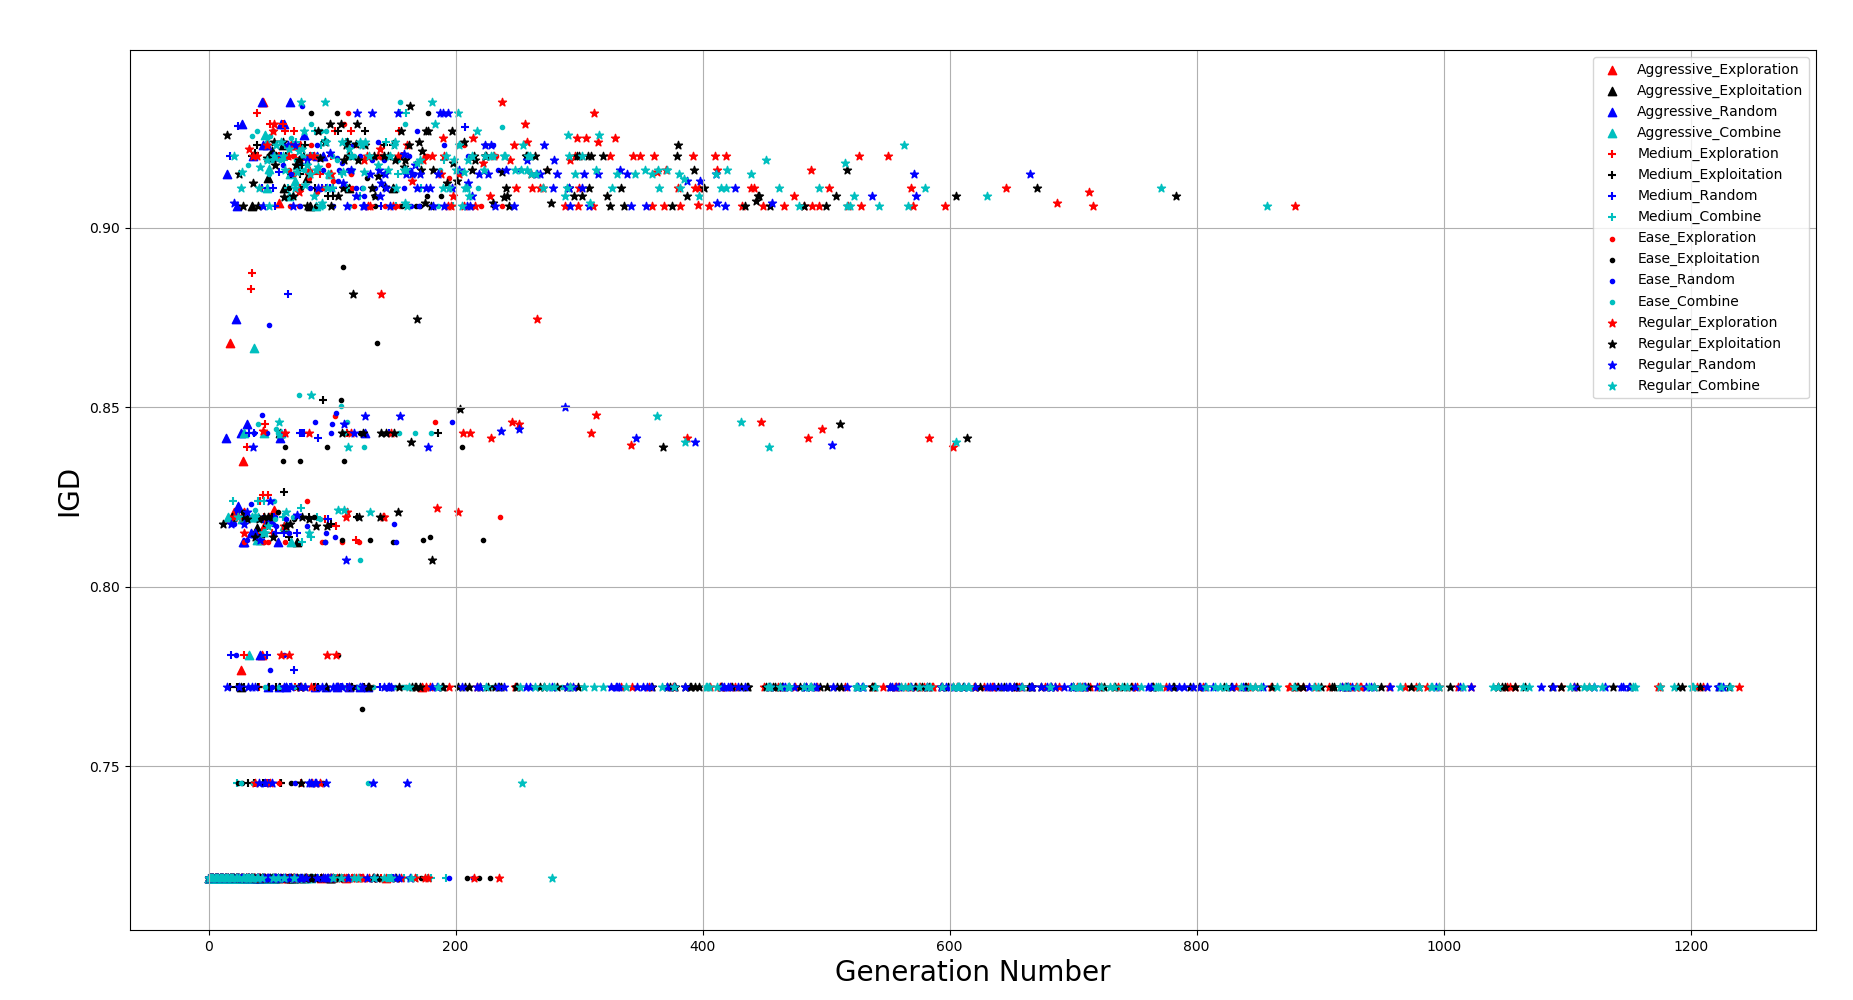 Aggressive_Exploration
Aggressive_Exploitation
Aggressive_Random
Aggressive_Combine
Medium_Exploration
Medium_Exploitation
Medium_Random
Medium_Combine
Ease_Exploration
Ease_Exploitation
Ease_Random
Ease_Combine
Regular_Exploration
Regular_Exploitation
Regular_Random
Regular_Combine
0.90
0.85
0.80
0.75
IGD
0 200 400 600 800 1000 1200
Generation Number